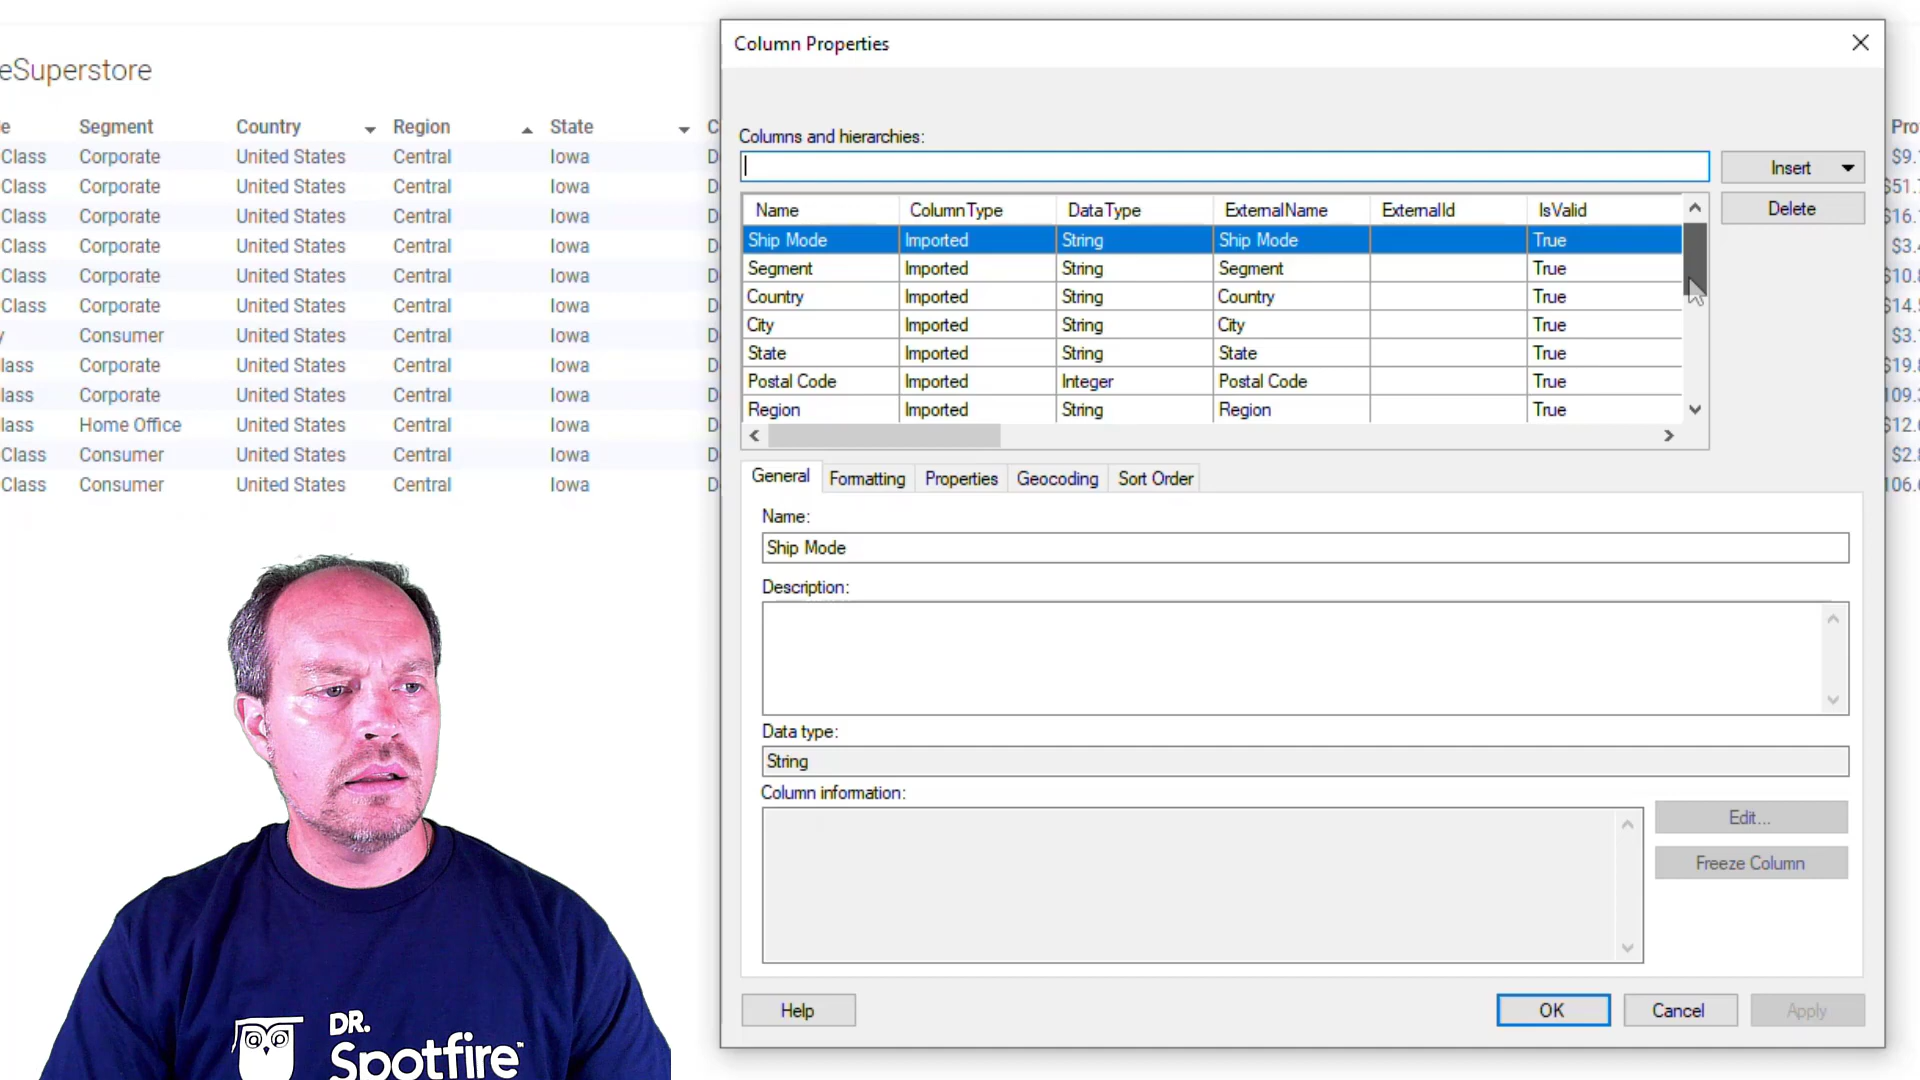 eSuperstore
e Segment Country Region State C
Class Corporate United States Central Iowa D
Class Corporate United States Central Iowa D
Class Corporate United States Central Iowa D
Class Corporate United States Central Iowa D
Class Corporate United States Central Iowa D
Class Corporate United States Central Iowa D
y Consumer United States Central Iowa D
lass Corporate United States Central Iowa D
lass Corporate United States Central Iowa D
lass Home Office United States Central Iowa D
Class Consumer United States Central Iowa D
Class Consumer United States Central Iowa D
DR.
Spotfire™
Column Properties
Columns and hierarchies:
Insert
Delete
Name ColumnType DataType ExternalName ExternalId IsValid
Ship Mode Imported String Ship Mode True
Segment Imported String Segment True
Country Imported String Country True
City Imported String City True
State Imported String State True
Postal Code Imported Integer Postal Code True
Region Imported String Region True
General Formatting Properties Geocoding Sort Order
Name:
Ship Mode
Description:
Data type:
String
Column information:
Edit...
Freeze Column
Help OK Cancel Apply
Pro
$9.
$51.
$16.
$3.
$10.
$14.
$3.
$19.
109.
$12.
$2.
106.